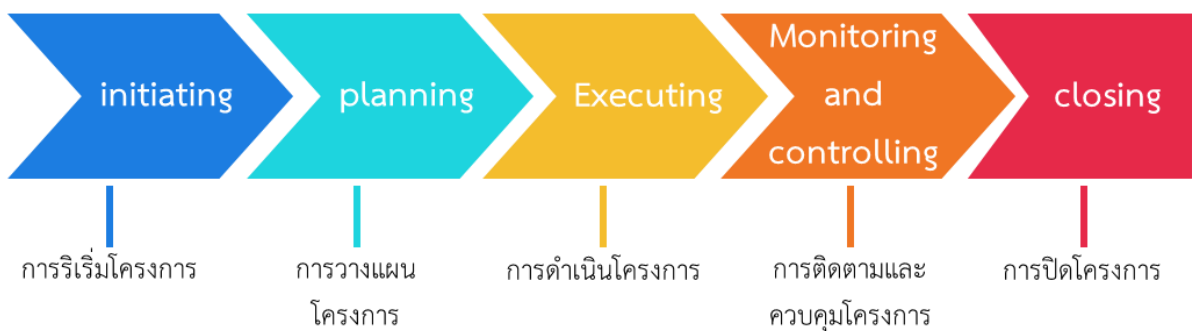 initiating
planning
Executing
Monitoring
and
controlling
closing
การริเริ่มโครงการ
การวางแผน
โครงการ
การดำเนินโครงการ
การติดตามและ
ควบคุมโครงการ
การปิดโครงการ